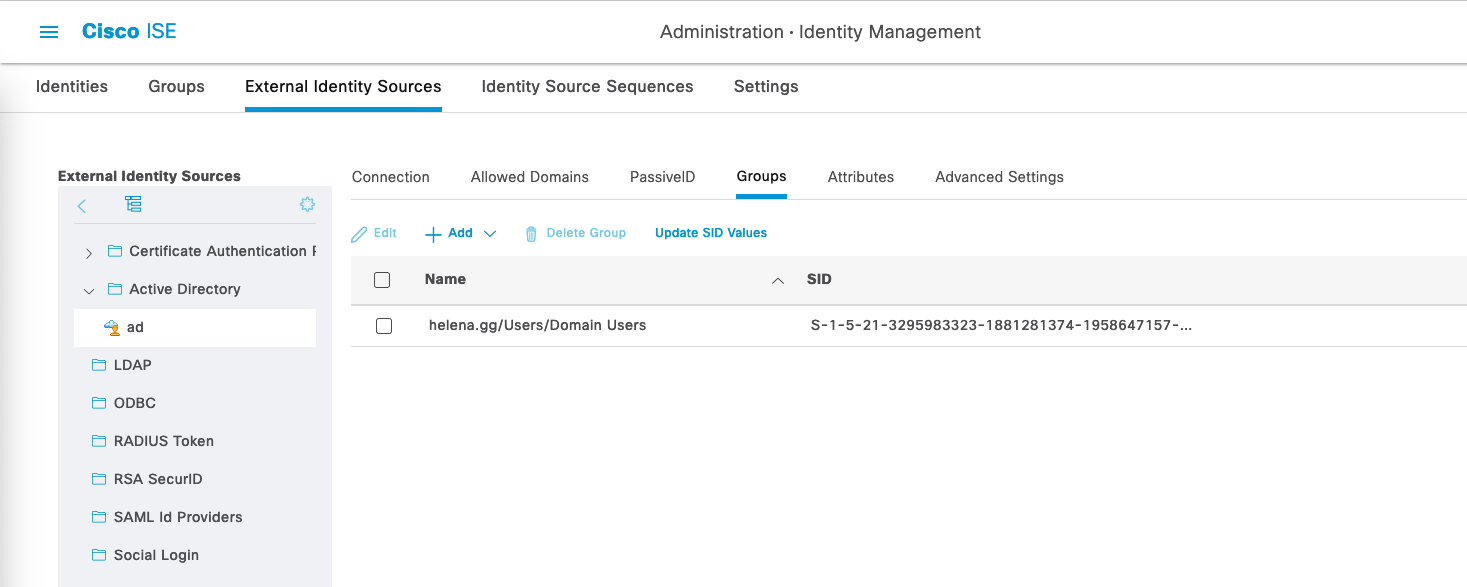 Cisco ISE
Administration · Identity Management
Identities Groups External Identity Sources Identity Source Sequences Settings
External Identity Sources
Certificate Authentication
Active Directory
ad
LDAP
ODBC
RADIUS Token
RSA SecurID
SAML Id Providers
Social Login
Connection Allowed Domains PassiveID Groups Attributes Advanced Settings
Edit Add Delete Group Update SID Values
Name SID
helena.gg/Users/Domain Users S-1-5-21-3295983323-1881281374-1958647157-...